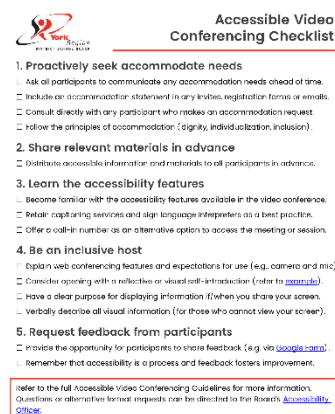 York
Region
DISTRICT SCHOOL BOARD
Accessible Video
Conferencing Checklist
1. Proactively seek accommodate needs
Ask all participants to communicate any accommodation needs ahead of time.
Include an accommodation statement in any invites, registration forms or emails.
Consult directly with any participant who makes an accommodation request.
Follow the principles of accommodation (dignity, individualization, inclusion).
2. Share relevant materials in advance
Distribute accessible information and materials to all participants in advance.
3. Learn the accessibility features
Become familiar with the accessibility features available in the video conference.
Retain captioning services and sign language interpreters as a best practice.
Offer a call-in number as an alternative option to access the meeting or session.
4. Be an inclusive host
Explain web conferencing features and expectations for use (e.g., camera and mic)
Consider opening with a reflective or visual self-introduction (refer to example).
Have a clear purpose for displaying information if/when you share your screen.
Verbally describe all visual information (for those who cannot view your screen).
5. Request feedback from participants
Provide the opportunity for participants to share feedback (e.g. via Google Form).
Remember that accessibility is a process and feedback fosters improvement.
Refer to the full Accessible Video Conferencing Guidelines for more information.
Questions or alternative format requests can be directed to the Board's Accessibility
Officer.